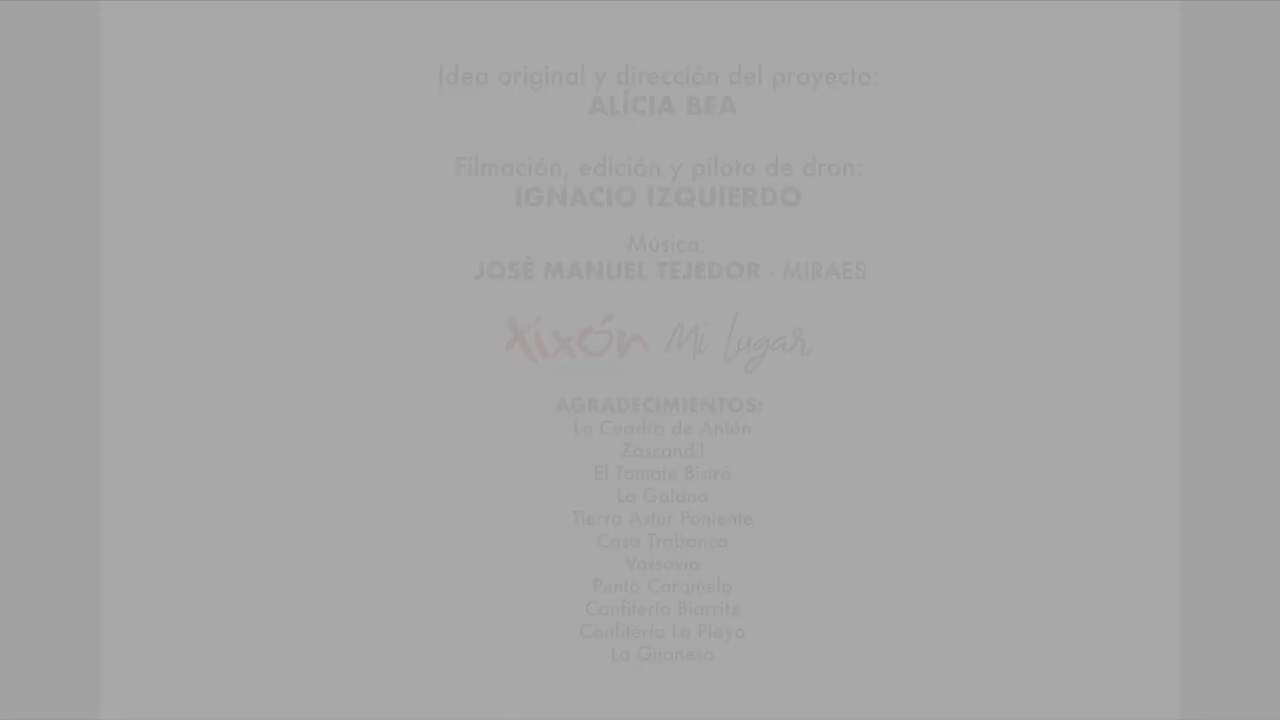 Idea original y dirección del proyecto:
ALÍCIA BEA
Filmación, edición y piloto de dron:
IGNACIO IZQUIERDO
Música:
JOSÈ MANUEL TEJEDOR - MIRAES
Xixón Mi lugar
AGRADECIMIENTOS:
La Cuadra de Antón
Zascandil
El Tomate Bistró
La Galana
Tierra Astur Poniente
Casa Trabanco
Varsovia
Punto Caramelo
Confitería Biarritz
Confitería La Playa
La Gijonesa